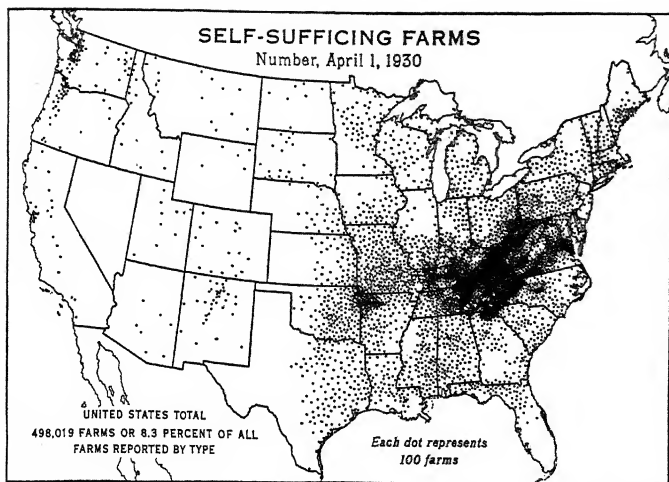 SELF-SUFFICING FARMS
Number, April 1, 1930
UNITED STATES TOTAL
498,019 FARMS OR 8.3 PERCENT OF ALL
FARMS REPORTED BY TYPE
Each dot represents
100 farms